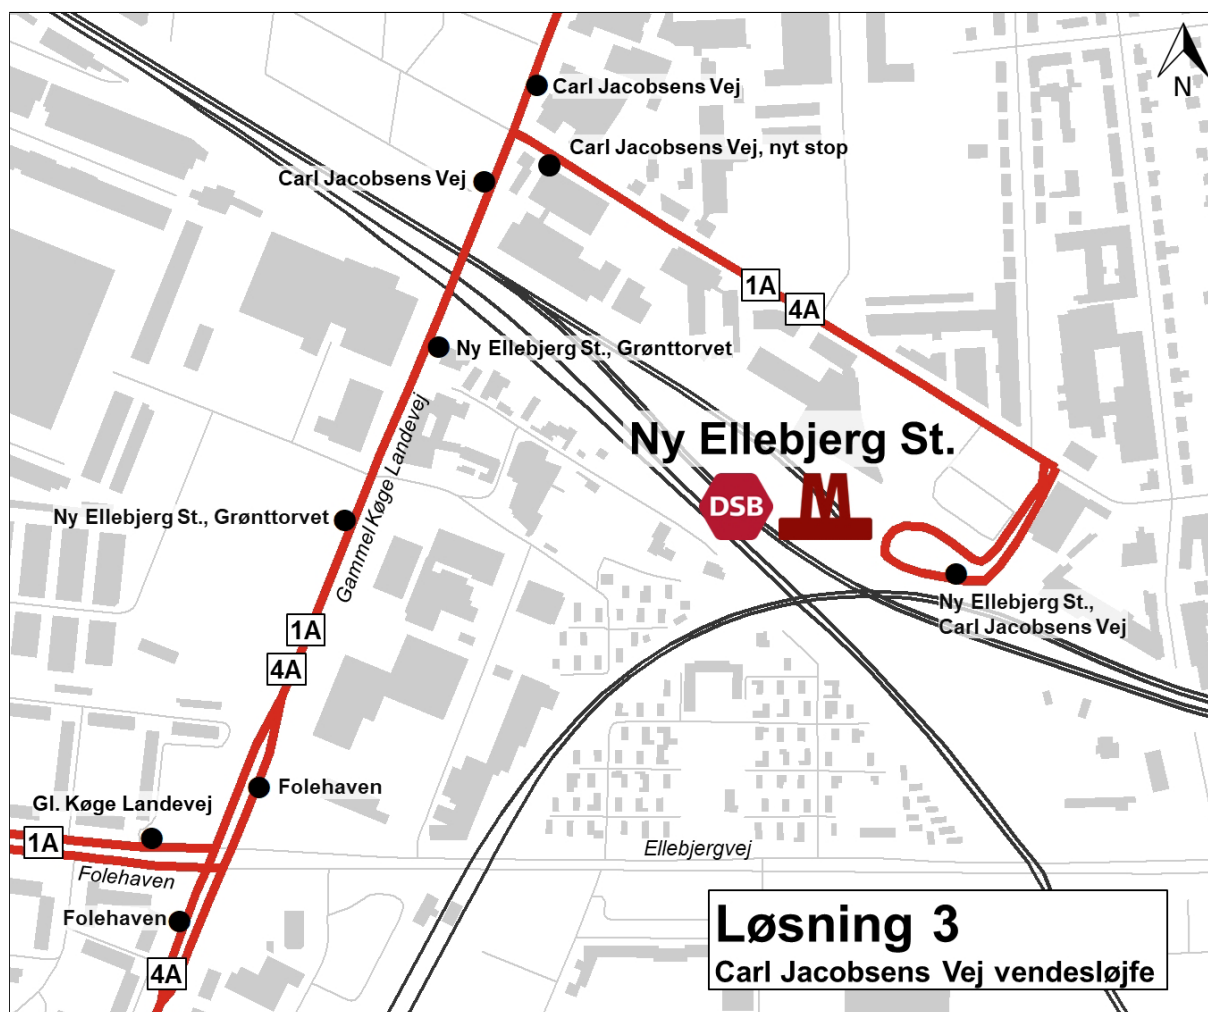 N
Carl Jacobsens Vej
Carl Jacobsens Vej, nyt stop
Carl Jacobsens Vej
1A
4A
Ny Ellebjerg St., Grønttorvet
Gammel Køge Landevej
Ny Ellebjerg St.
DSB
M
Ny Ellebjerg St., Grønttorvet
Ny Ellebjerg St.,
Carl Jacobsens Vej
1A
4A
Folehaven
Gl. Køge Landevej
1A
Ellebjergvej
Folehaven
Folehaven
4A
Løsning 3
Carl Jacobsens Vej vendesløjfe